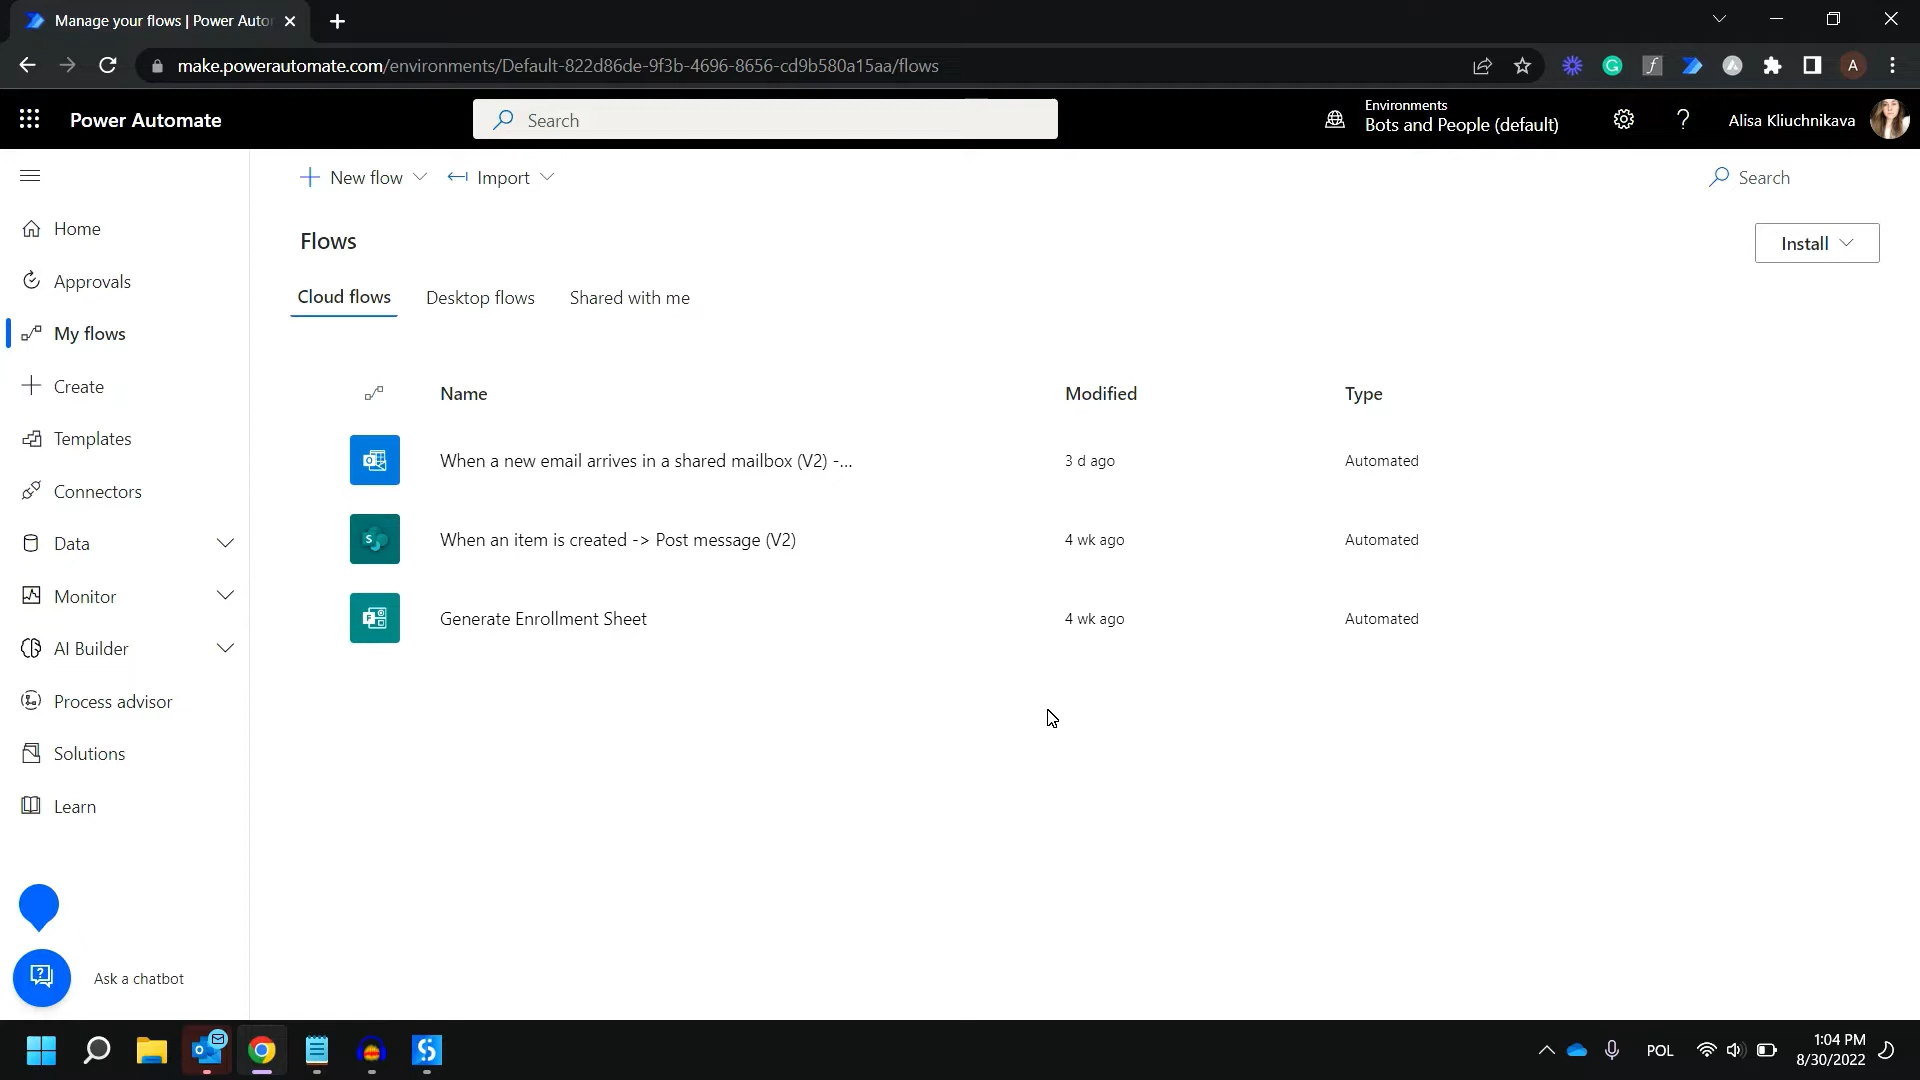 Manage your flows | Power Auto
make.powerautomate.com/environments/Default-822d86de-9f3b-4696-8656-cd9b580a15aa/flows
A
Power Automate
Search
Environments
Bots and People (default)
?
Alisa Kliuchnikava
New flow
Import
Search
Home
Approvals
My flows
Create
Templates
Connectors
Data
Monitor
AI Builder
Process advisor
Solutions
Learn
Ask a chatbot
Flows
Install
Cloud flows
Desktop flows
Shared with me
Name
Modified
Type
When a new email arrives in a shared mailbox (V2) -...
3 d ago
Automated
When an item is created -> Post message (V2)
4 wk ago
Automated
Generate Enrollment Sheet
4 wk ago
Automated
POL
1:04 PM
8/30/2022